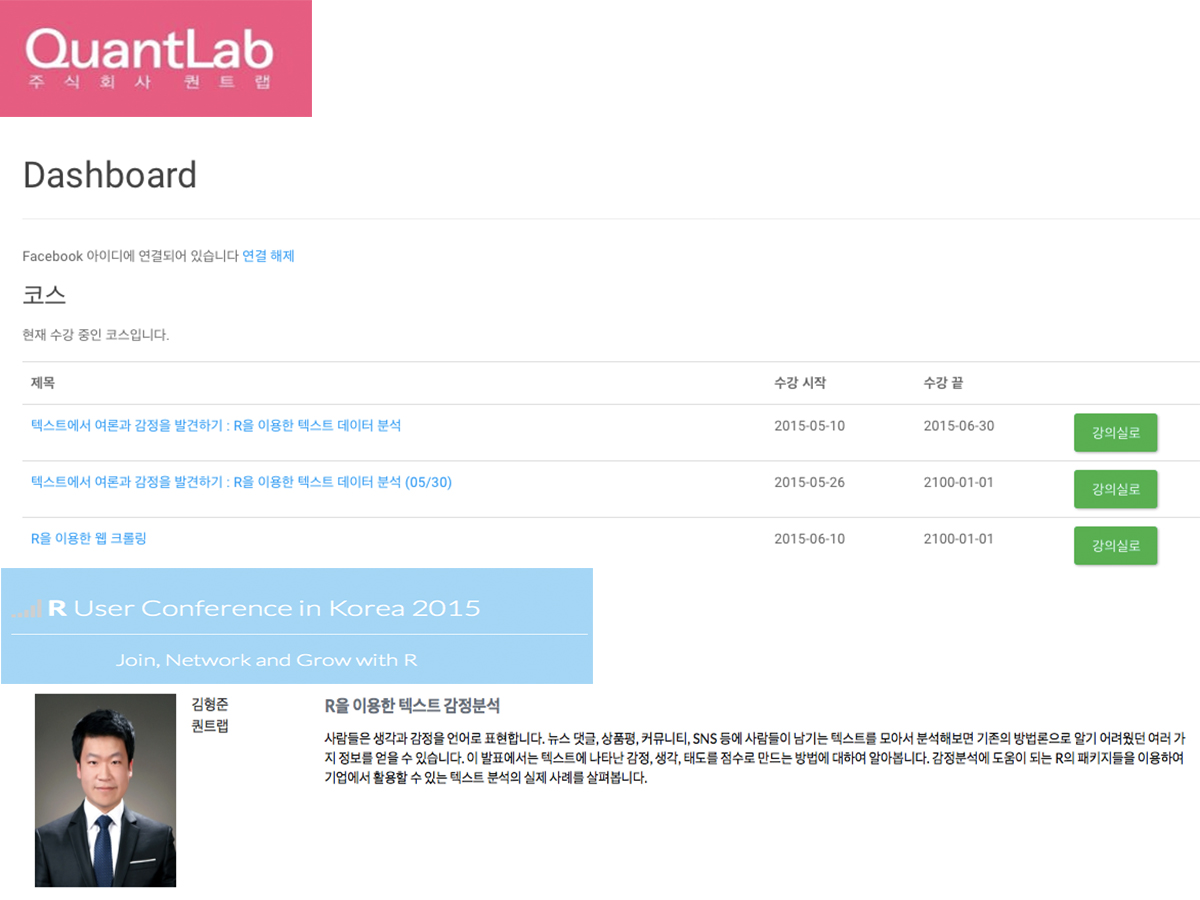 QuantLab
주식회사 퀀트랩
Dashboard
Facebook 아이디에 연결되어 있습니다 연결 해제
코스
현재 수강 중인 코스입니다.
제목 수강 시작 수강 끝
텍스트에서 여론과 감정을 발견하기 : R을 이용한 텍스트 데이터 분석 2015-05-10 2015-06-30 강의실로
텍스트에서 여론과 감정을 발견하기 : R을 이용한 텍스트 데이터 분석 (05/30) 2015-05-26 2100-01-01 강의실로
R을 이용한 웹 크롤링 2015-06-10 2100-01-01 강의실로
R User Conference in Korea 2015
Join, Network and Grow with R
김형준
퀀트랩
R을 이용한 텍스트 감정분석
사람들은 생각과 감정을 언어로 표현합니다. 뉴스 댓글, 상품평, 커뮤니티, SNS 등에 사람들이 남기는 텍스트를 모아서 분석해보면 기존의 방법론으로 알기 어려웠던 여러 가
지 정보를 얻을 수 있습니다. 이 발표에서는 텍스트에 나타난 감정, 생각, 태도를 점수로 만드는 방법에 대하여 알아봅니다. 감정분석에 도움이 되는 R의 패키지들을 이용하여
기업에서 활용할 수 있는 텍스트 분석의 실제 사례를 살펴봅니다.